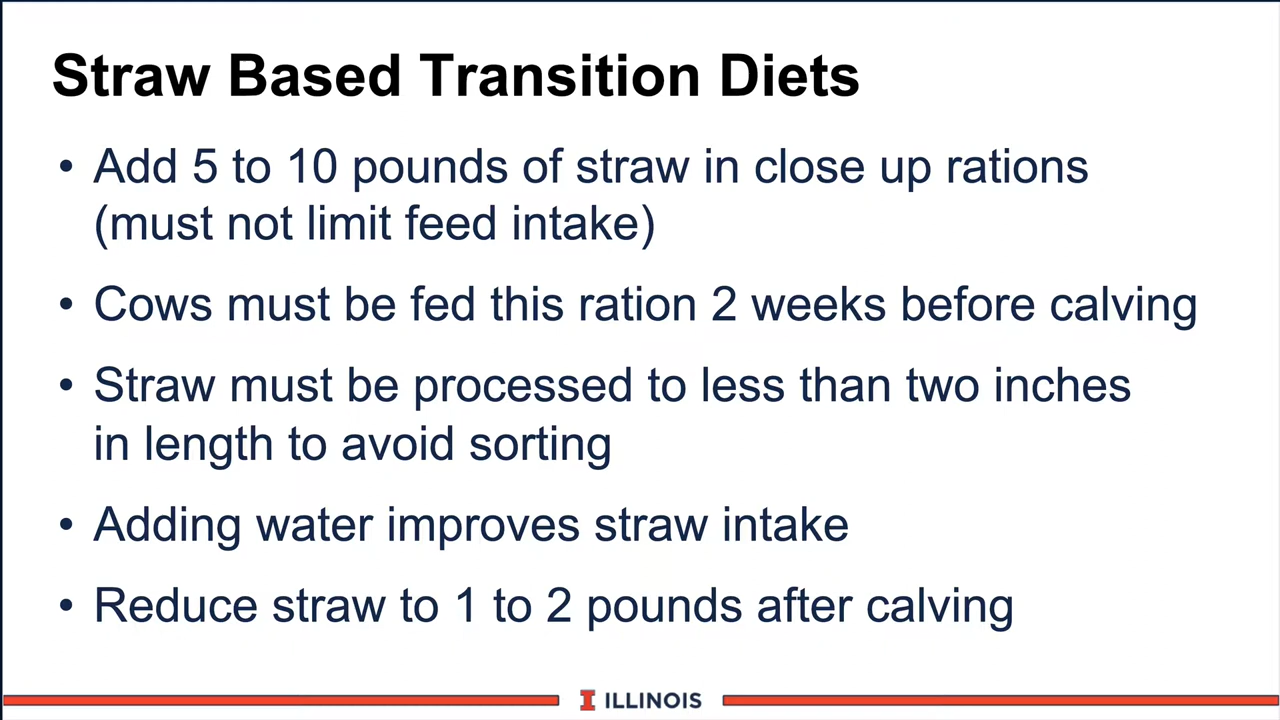 Straw Based Transition Diets
• Add 5 to 10 pounds of straw in close up rations
(must not limit feed intake)
• Cows must be fed this ration 2 weeks before calving
• Straw must be processed to less than two inches
in length to avoid sorting
• Adding water improves straw intake
• Reduce straw to 1 to 2 pounds after calving
I ILLINOIS